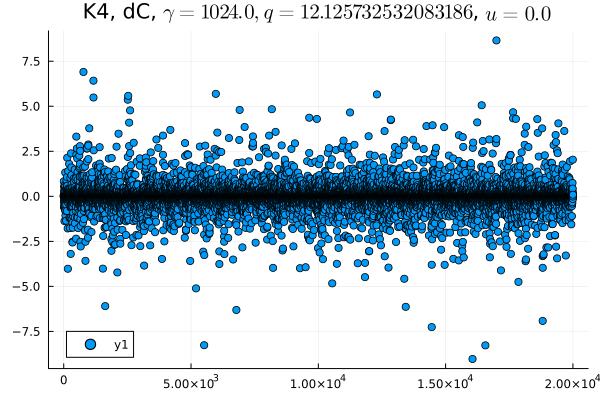 K4, dC, γ = 1024.0, q = 12.125732532083186, u = 0.0
7.5
5.0
2.5
0.0
−2.5
−5.0
−7.5
y1
0 5.00×10³ 1.00×10⁴ 1.50×10⁴ 2.00×10⁴